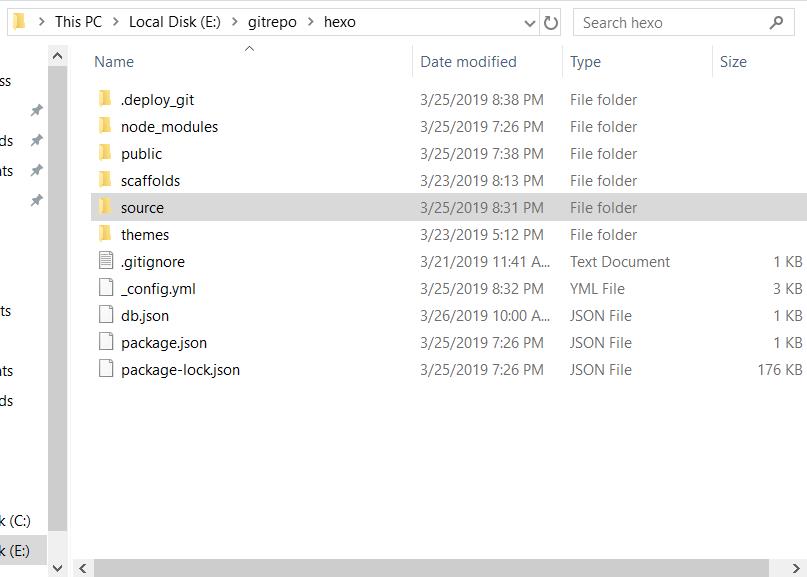 This PC > Local Disk (E:) > gitrepo > hexo
Search hexo
Name Date modified Type Size
.deploy_git 3/25/2019 8:38 PM File folder
node_modules 3/25/2019 7:26 PM File folder
public 3/25/2019 7:38 PM File folder
scaffolds 3/23/2019 8:13 PM File folder
source 3/25/2019 8:31 PM File folder
themes 3/23/2019 5:12 PM File folder
.gitignore 3/21/2019 11:41 A... Text Document 1 KB
_config.yml 3/25/2019 8:32 PM YML File 3 KB
db.json 3/26/2019 10:00 A... JSON File 1 KB
package.json 3/25/2019 7:26 PM JSON File 1 KB
package-lock.json 3/25/2019 7:26 PM JSON File 176 KB
ss
ds
ats
ts
ats
ds
k (C:)
k (E:)